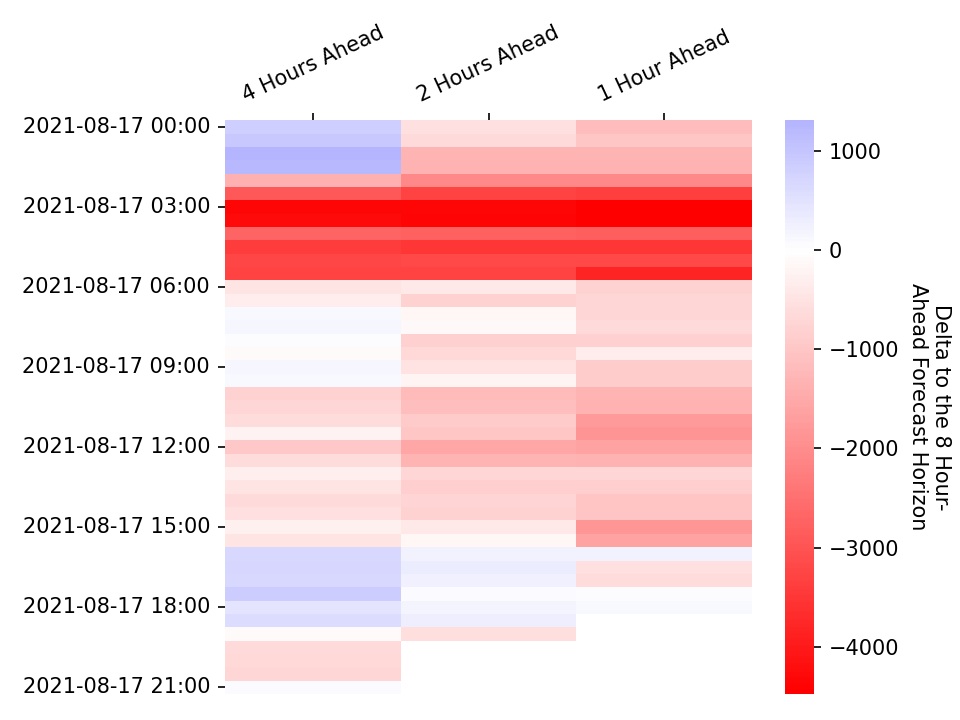 4 Hours Ahead
2 Hours Ahead
1 Hour Ahead
2021-08-17 00:00
2021-08-17 03:00
2021-08-17 06:00
2021-08-17 09:00
2021-08-17 12:00
2021-08-17 15:00
2021-08-17 18:00
2021-08-17 21:00
1000
0
−1000
−2000
−3000
−4000
Delta to the 8 Hour-
Ahead Forecast Horizon